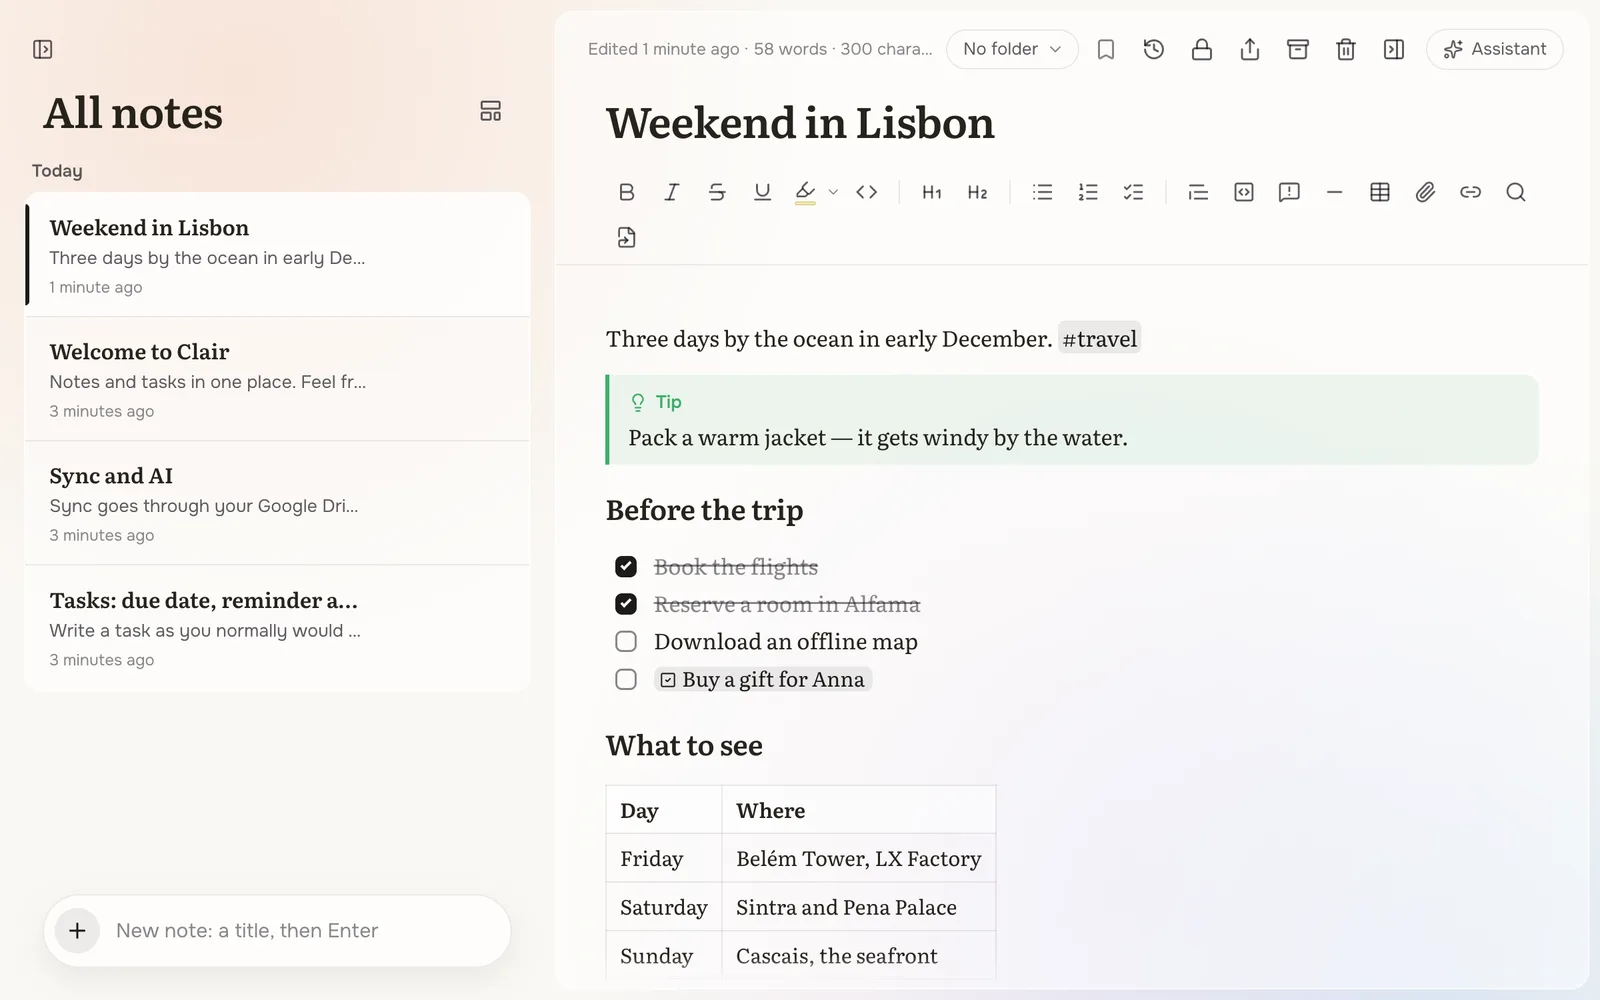 All notes
Today
Weekend in Lisbon
Three days by the ocean in early De...
1 minute ago
Welcome to Clair
Notes and tasks in one place. Feel fr...
3 minutes ago
Sync and AI
Sync goes through your Google Dri...
3 minutes ago
Tasks: due date, reminder a...
Write a task as you normally would ...
3 minutes ago
New note: a title, then Enter
Edited 1 minute ago · 58 words · 300 chara...
No folder
Assistant
Weekend in Lisbon
H1 H2
Three days by the ocean in early December. #travel
Tip
Pack a warm jacket — it gets windy by the water.
Before the trip
Book the flights
Reserve a room in Alfama
Download an offline map
Buy a gift for Anna
What to see
Day Where
Friday Belém Tower, LX Factory
Saturday Sintra and Pena Palace
Sunday Cascais, the seafront